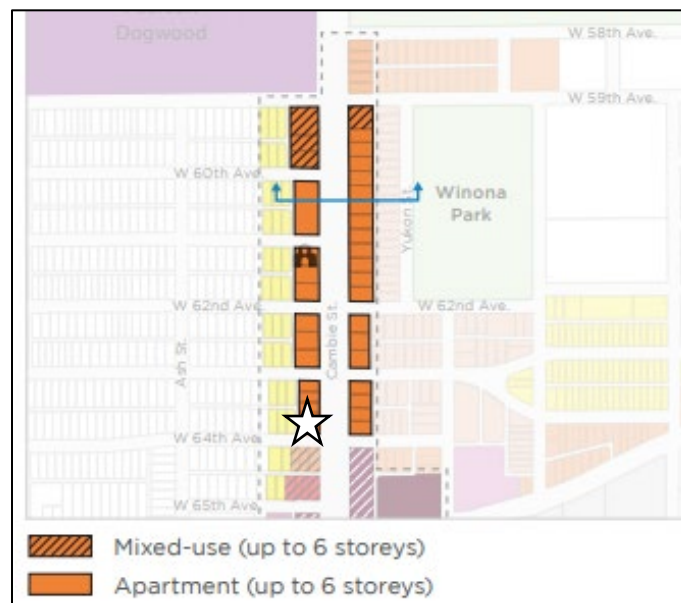 Dogwood
W 58th Ave.
W 59th Ave.
W 60th Ave.
Winona
Park
Yukon St.
W 62nd Ave.
W 62nd Ave.
Cambie St.
Ash St.
W 64th Ave.
W 65th Ave.
Mixed-use (up to 6 storeys)
Apartment (up to 6 storeys)